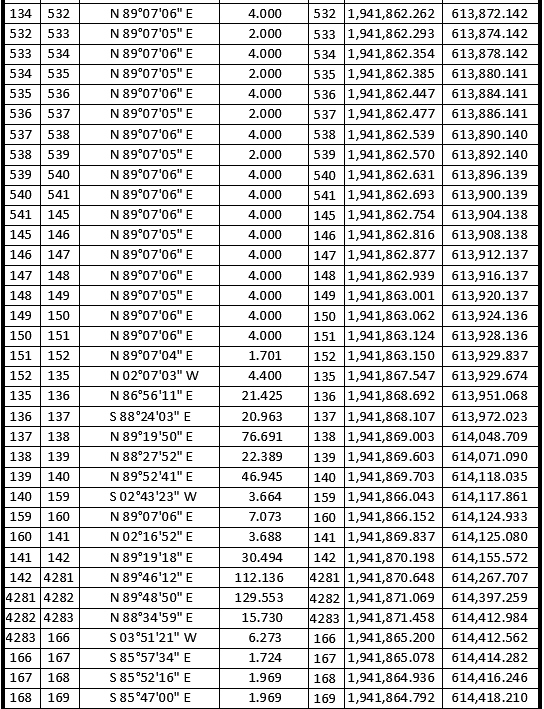 134 532 N 89°07'06" E 4.000 532 1,941,862.262 613,872.142
532 533 N 89°07'05" E 2.000 533 1,941,862.293 613,874.142
533 534 N 89°07'06" E 4.000 534 1,941,862.354 613,878.142
534 535 N 89°07'05" E 2.000 535 1,941,862.385 613,880.141
535 536 N 89°07'06" E 4.000 536 1,941,862.447 613,884.141
536 537 N 89°07'05" E 2.000 537 1,941,862.477 613,886.141
537 538 N 89°07'06" E 4.000 538 1,941,862.539 613,890.140
538 539 N 89°07'05" E 2.000 539 1,941,862.570 613,892.140
539 540 N 89°07'06" E 4.000 540 1,941,862.631 613,896.139
540 541 N 89°07'06" E 4.000 541 1,941,862.693 613,900.139
541 145 N 89°07'06" E 4.000 145 1,941,862.754 613,904.138
145 146 N 89°07'05" E 4.000 146 1,941,862.816 613,908.138
146 147 N 89°07'06" E 4.000 147 1,941,862.877 613,912.137
147 148 N 89°07'06" E 4.000 148 1,941,862.939 613,916.137
148 149 N 89°07'05" E 4.000 149 1,941,863.001 613,920.137
149 150 N 89°07'06" E 4.000 150 1,941,863.062 613,924.136
150 151 N 89°07'06" E 4.000 151 1,941,863.124 613,928.136
151 152 N 89°07'04" E 1.701 152 1,941,863.150 613,929.837
152 135 N 02°07'03" W 4.400 135 1,941,867.547 613,929.674
135 136 N 86°56'11" E 21.425 136 1,941,868.692 613,951.068
136 137 S 88°24'03" E 20.963 137 1,941,868.107 613,972.023
137 138 N 89°19'50" E 76.691 138 1,941,869.003 614,048.709
138 139 N 88°27'52" E 22.389 139 1,941,869.603 614,071.090
139 140 N 89°52'41" E 46.945 140 1,941,869.703 614,118.035
140 159 S 02°43'23" W 3.664 159 1,941,866.043 614,117.861
159 160 N 89°07'06" E 7.073 160 1,941,866.152 614,124.933
160 141 N 02°16'52" E 3.688 141 1,941,869.837 614,125.080
141 142 N 89°19'18" E 30.494 142 1,941,870.198 614,155.572
142 4281 N 89°46'12" E 112.136 4281 1,941,870.648 614,267.707
4281 4282 N 89°48'50" E 129.553 4282 1,941,871.069 614,397.259
4282 4283 N 88°34'59" E 15.730 4283 1,941,871.458 614,412.984
4283 166 S 03°51'21" W 6.273 166 1,941,865.200 614,412.562
166 167 S 85°57'34" E 1.724 167 1,941,865.078 614,414.282
167 168 S 85°52'16" E 1.969 168 1,941,864.936 614,416.246
168 169 S 85°47'00" E 1.969 169 1,941,864.792 614,418.210